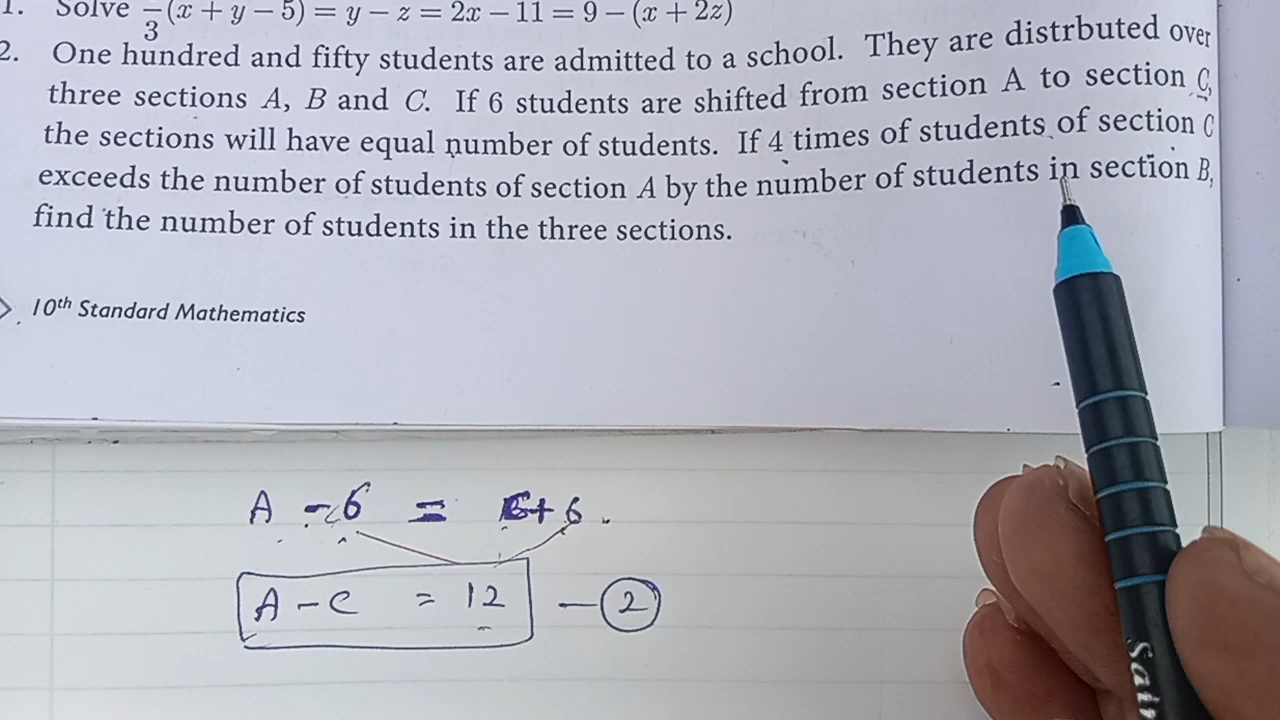 1. Solve 1/3(x + y − 5) = y − z = 2x − 11 = 9 − (x + 2z)
2. One hundred and fifty students are admitted to a school. They are distrbuted over
three sections A, B and C. If 6 students are shifted from section A to section C,
the sections will have equal number of students. If 4 times of students of section C
exceeds the number of students of section A by the number of students in section B,
find the number of students in the three sections.
10th Standard Mathematics
A − 6 = C + 6.
A − C = 12 — 2
Sain